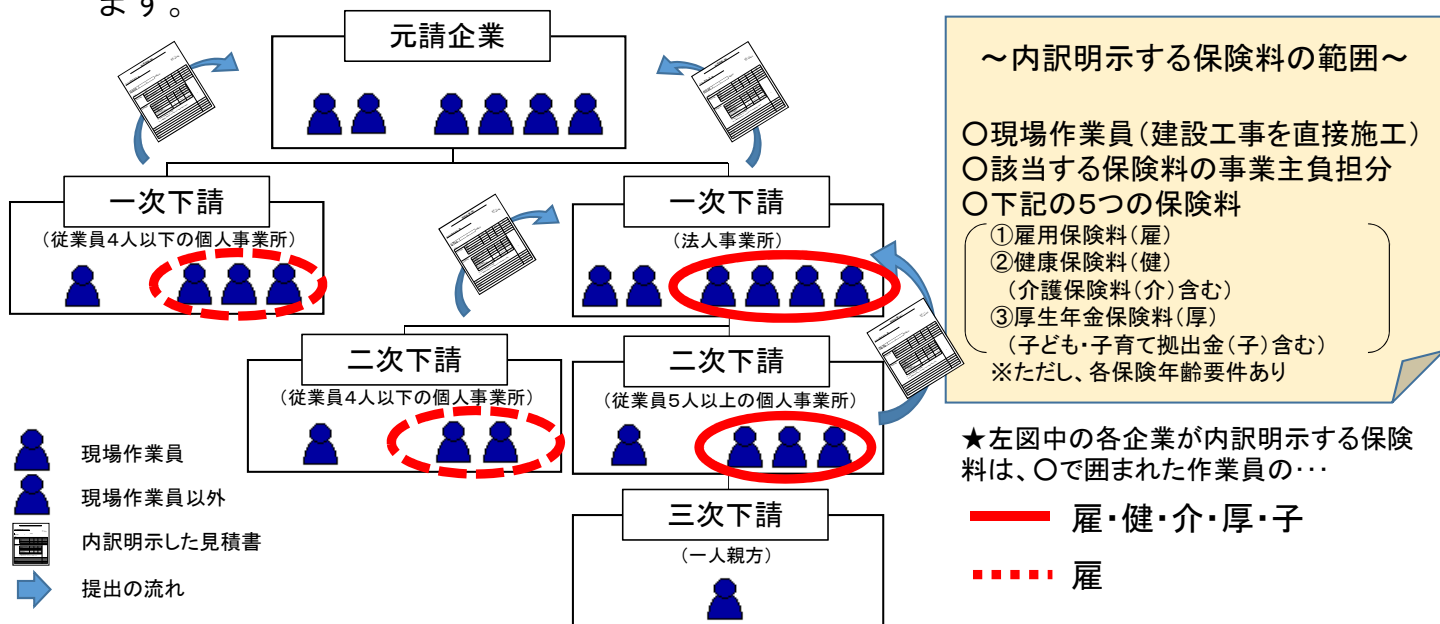 ます。
元請企業
一次下請
(従業員4人以下の個人事業所)
一次下請
(法人事業所)
二次下請
(従業員4人以下の個人事業所)
二次下請
(従業員5人以上の個人事業所)
三次下請
(一人親方)
現場作業員
現場作業員以外
内訳明示した見積書
提出の流れ
～内訳明示する保険料の範囲～
〇現場作業員(建設工事を直接施工)
〇該当する保険料の事業主負担分
〇下記の5つの保険料
①雇用保険料(雇)
②健康保険料(健)
(介護保険料(介)含む)
③厚生年金保険料(厚)
(子ども・子育て拠出金(子)含む)
※ただし、各保険年齢要件あり
★左図中の各企業が内訳明示する保険
料は、〇で囲まれた作業員の…
雇・健・介・厚・子
雇